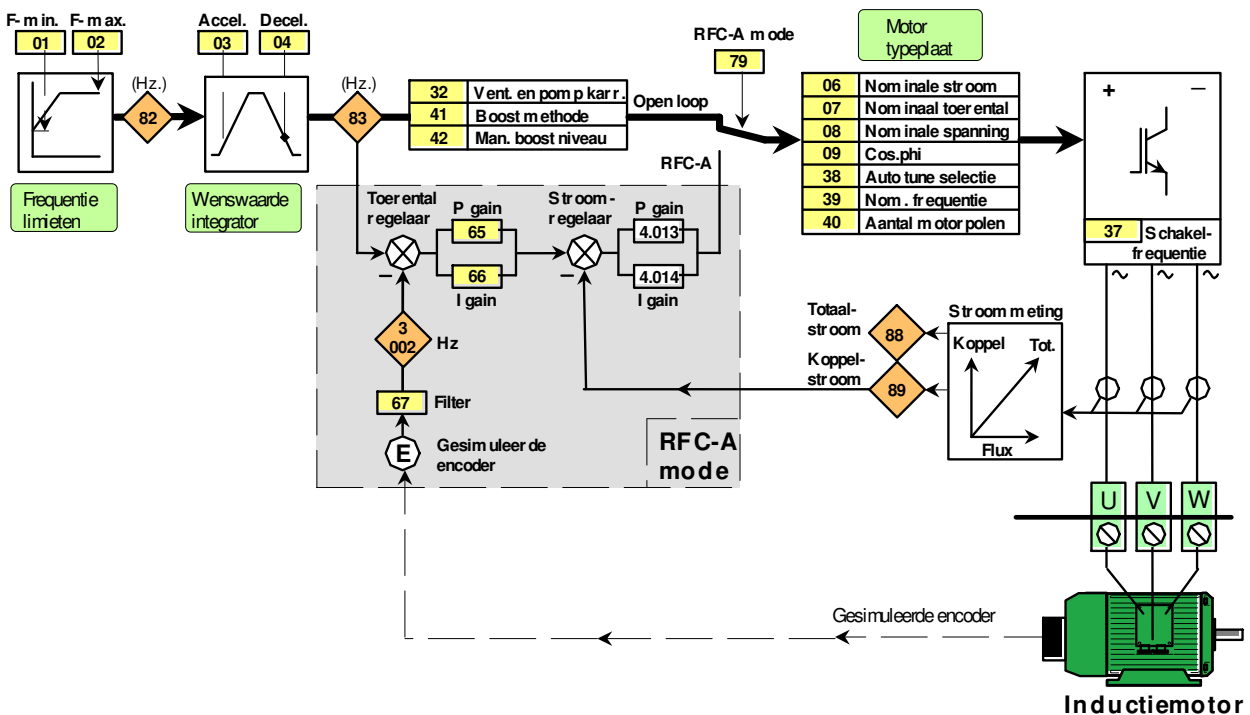 F-min. F-max.
01 02
Accel. Decel.
03 04
(Hz.)
82
(Hz.)
83
Frequentie
limieten
Wenswaarde
integrator
32 Vent. en pomp karr.
41 Boost methode
42 Man. boost niveau
Open loop
RFC-A mode
79
RFC-A
Motor
typeplaat
06 Nominale stroom
07 Nominaal toerental
08 Nominale spanning
09 Cos.phi
38 Autotune selectie
39 Nom. frequentie
40 Aantal motorpolen
+ −
37 Schakel-
frequentie
~ ~ ~
Toerental
regelaar
P gain
65
66
I gain
Stroom-
regelaar
P gain
4.013
4.014
I gain
−
−
3
002
Hz
67
Filter
E
Gesimuleerde
encoder
RFC-A
mode
Totaal-
stroom
88
Koppel-
stroom
89
Stroommeting
Koppel Tot.
Flux
U V W
Gesimuleerde encoder
Inductiemotor